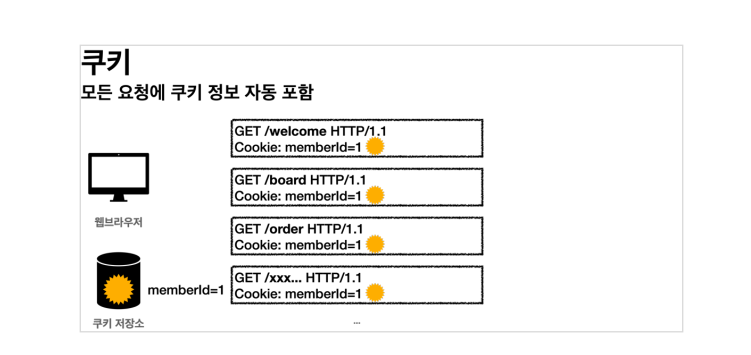 쿠키
모든 요청에 쿠키 정보 자동 포함
GET /welcome HTTP/1.1
Cookie: memberId=1
GET /board HTTP/1.1
Cookie: memberId=1
웹브라우저
GET /order HTTP/1.1
Cookie: memberId=1
GET /xxx... HTTP/1.1
memberId=1
Cookie: memberId=1
쿠키 저장소
...